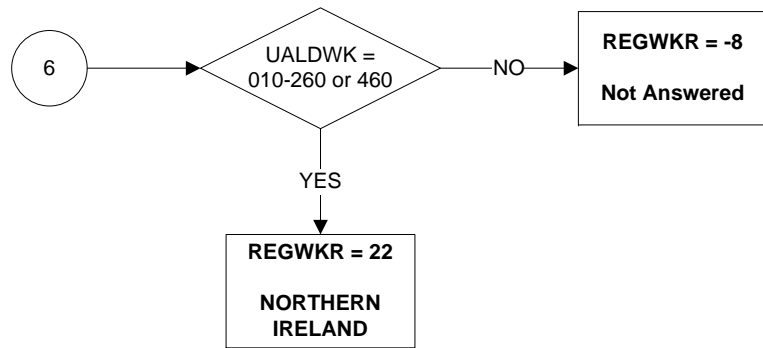 6
UALDWK =
010-260 or 460
NO
REGWKR = -8
Not Answered
YES
REGWKR = 22
NORTHERN
IRELAND